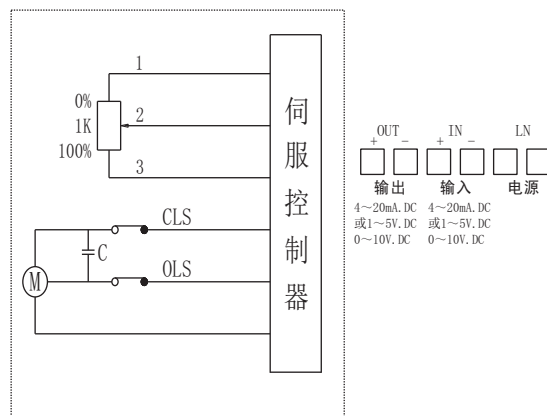 1
0%
1K
2
100%
3
CLS
C
M
OLS
伺服控制器
OUT IN LN
+ - + -
输出 输入 电源
4~20mA.DC 4~20mA.DC
或1~5V.DC 或1~5V.DC
0~10V.DC 0~10V.DC